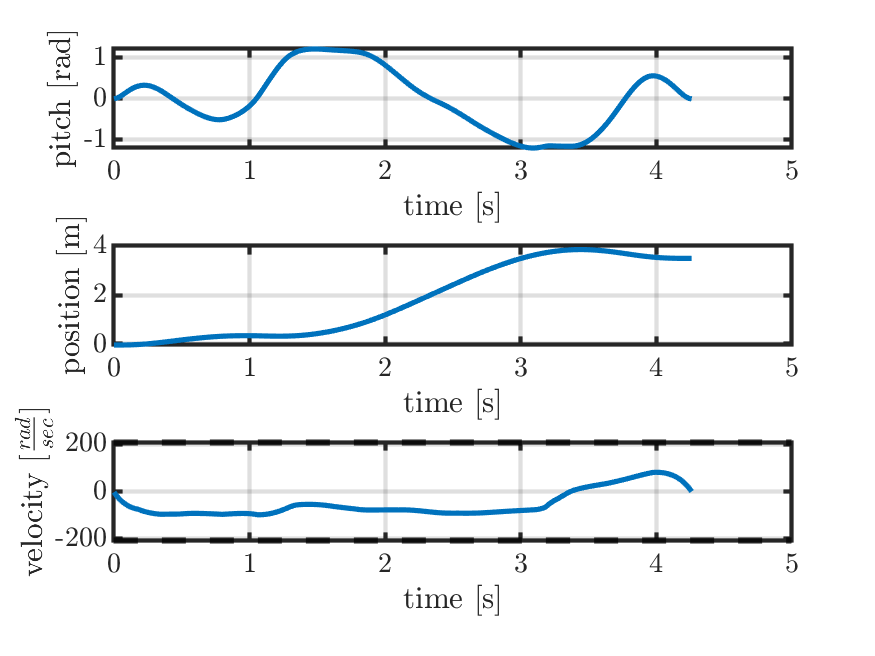 pitch [rad]
1
0
-1
0 1 2 3 4 5
time [s]
position [m]
4
2
0
0 1 2 3 4 5
time [s]
velocity [rad/sec]
200
0
-200
0 1 2 3 4 5
time [s]